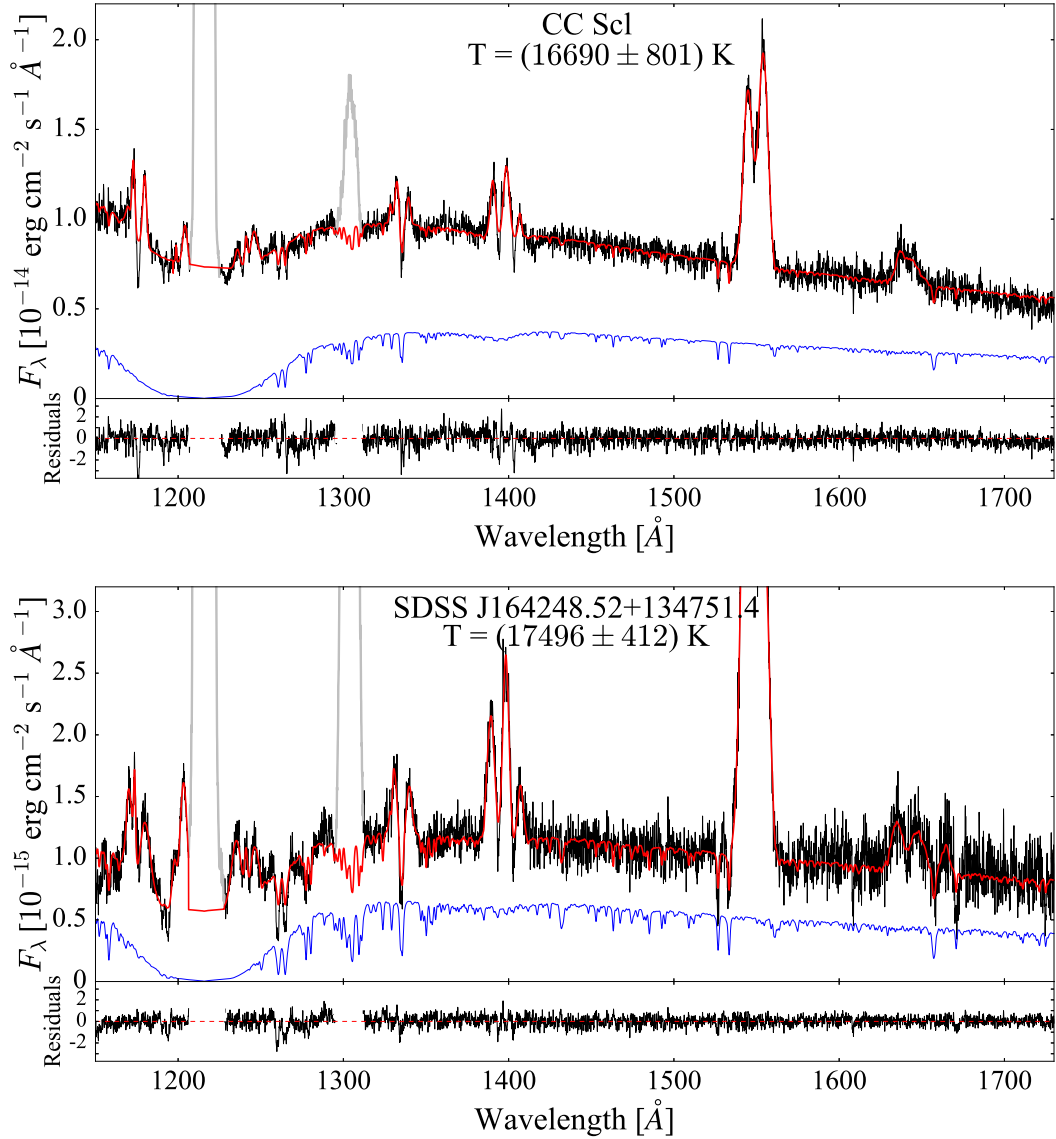 CC Scl
T = (16690 ± 801) K
F_λ [10⁻¹⁴ erg cm⁻² s⁻¹ Å⁻¹]
2.0
1.5
1.0
0.5
0
Residuals
2
0
-2
1200 1300 1400 1500 1600 1700
Wavelength [Å]
SDSS J164248.52+134751.4
T = (17496 ± 412) K
F_λ [10⁻¹⁵ erg cm⁻² s⁻¹ Å⁻¹]
3.0
2.5
2.0
1.5
1.0
0.5
0
Residuals
2
0
-2
1200 1300 1400 1500 1600 1700
Wavelength [Å]